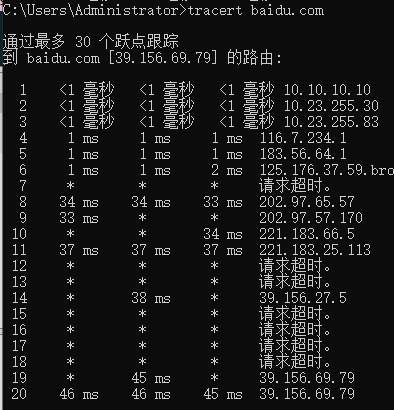 C:\Users\Administrator>tracert baidu.com
通过最多 30 个跃点跟踪
到 baidu.com [39.156.69.79] 的路由:
1 <1 毫秒 <1 毫秒 <1 毫秒 10.10.10.10
2 <1 毫秒 <1 毫秒 <1 毫秒 10.23.255.30
3 <1 毫秒 <1 毫秒 <1 毫秒 10.23.255.83
4 1 ms 1 ms 1 ms 116.7.234.1
5 1 ms 1 ms 1 ms 183.56.64.1
6 1 ms 1 ms 2 ms 125.176.37.59.bro
7 * * * 请求超时。
8 34 ms 34 ms 33 ms 202.97.65.57
9 33 ms * * 202.97.57.170
10 * * 34 ms 221.183.66.5
11 37 ms 37 ms 37 ms 221.183.25.113
12 * * * 请求超时。
13 * * * 请求超时。
14 * 38 ms * 39.156.27.5
15 * * * 请求超时。
16 * * * 请求超时。
17 * * * 请求超时。
18 * * * 请求超时。
19 * 45 ms * 39.156.69.79
20 46 ms 46 ms 45 ms 39.156.69.79